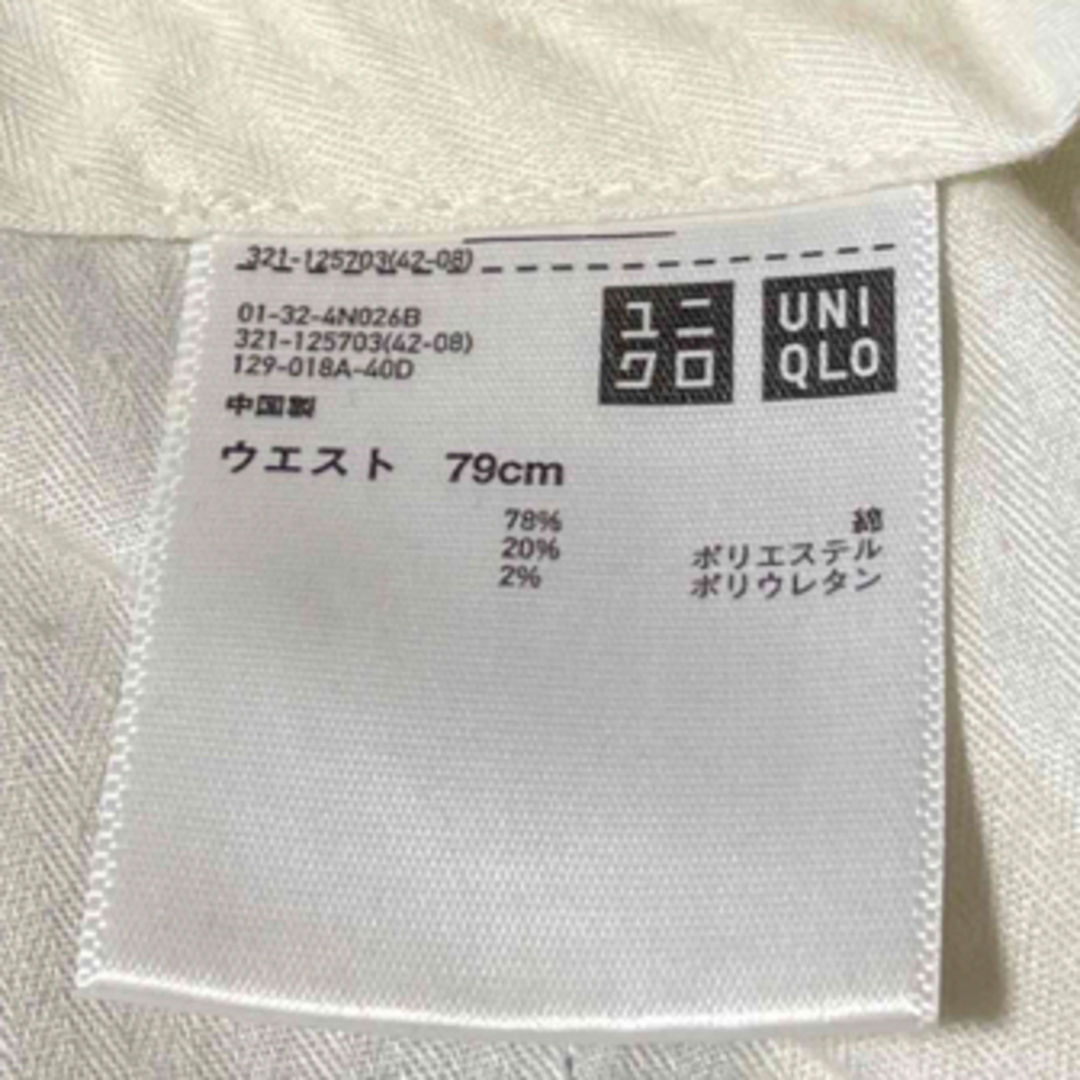 321-125703(42-08)
01-32-4N026B
321-125703(42-08)
129-018A-40D
中国製
ユニ
クロ
UNI
QLO
ウエスト 79cm
78% 綿
20% ポリエステル
2% ポリウレタン